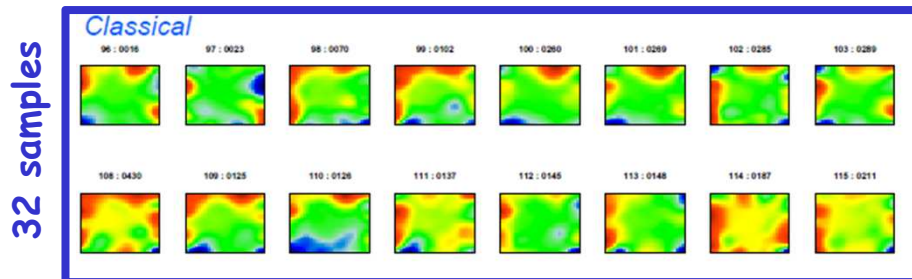 32 samples
Classical
96 : 0016 97 : 0023 98 : 0070 99 : 0102 100 : 0260 101 : 0269 102 : 0285 103 : 0289
108 : 0430 109 : 0125 110 : 0126 111 : 0137 112 : 0145 113 : 0148 114 : 0187 115 : 0211